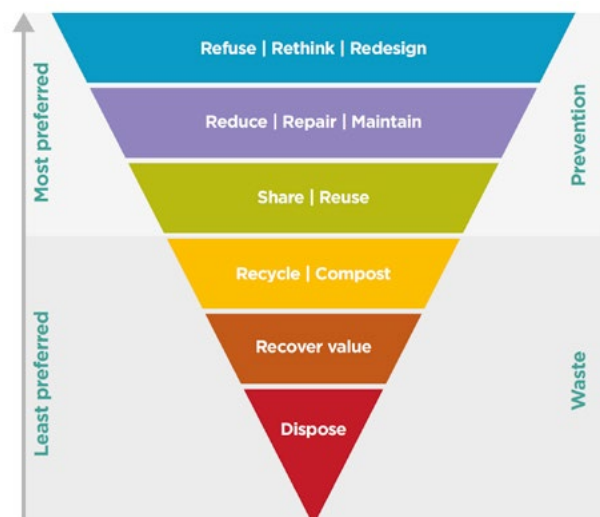 Most preferred
Refuse | Rethink | Redesign
Reduce | Repair | Maintain
Share | Reuse
Prevention
Least preferred
Recycle | Compost
Recover value
Dispose
Waste